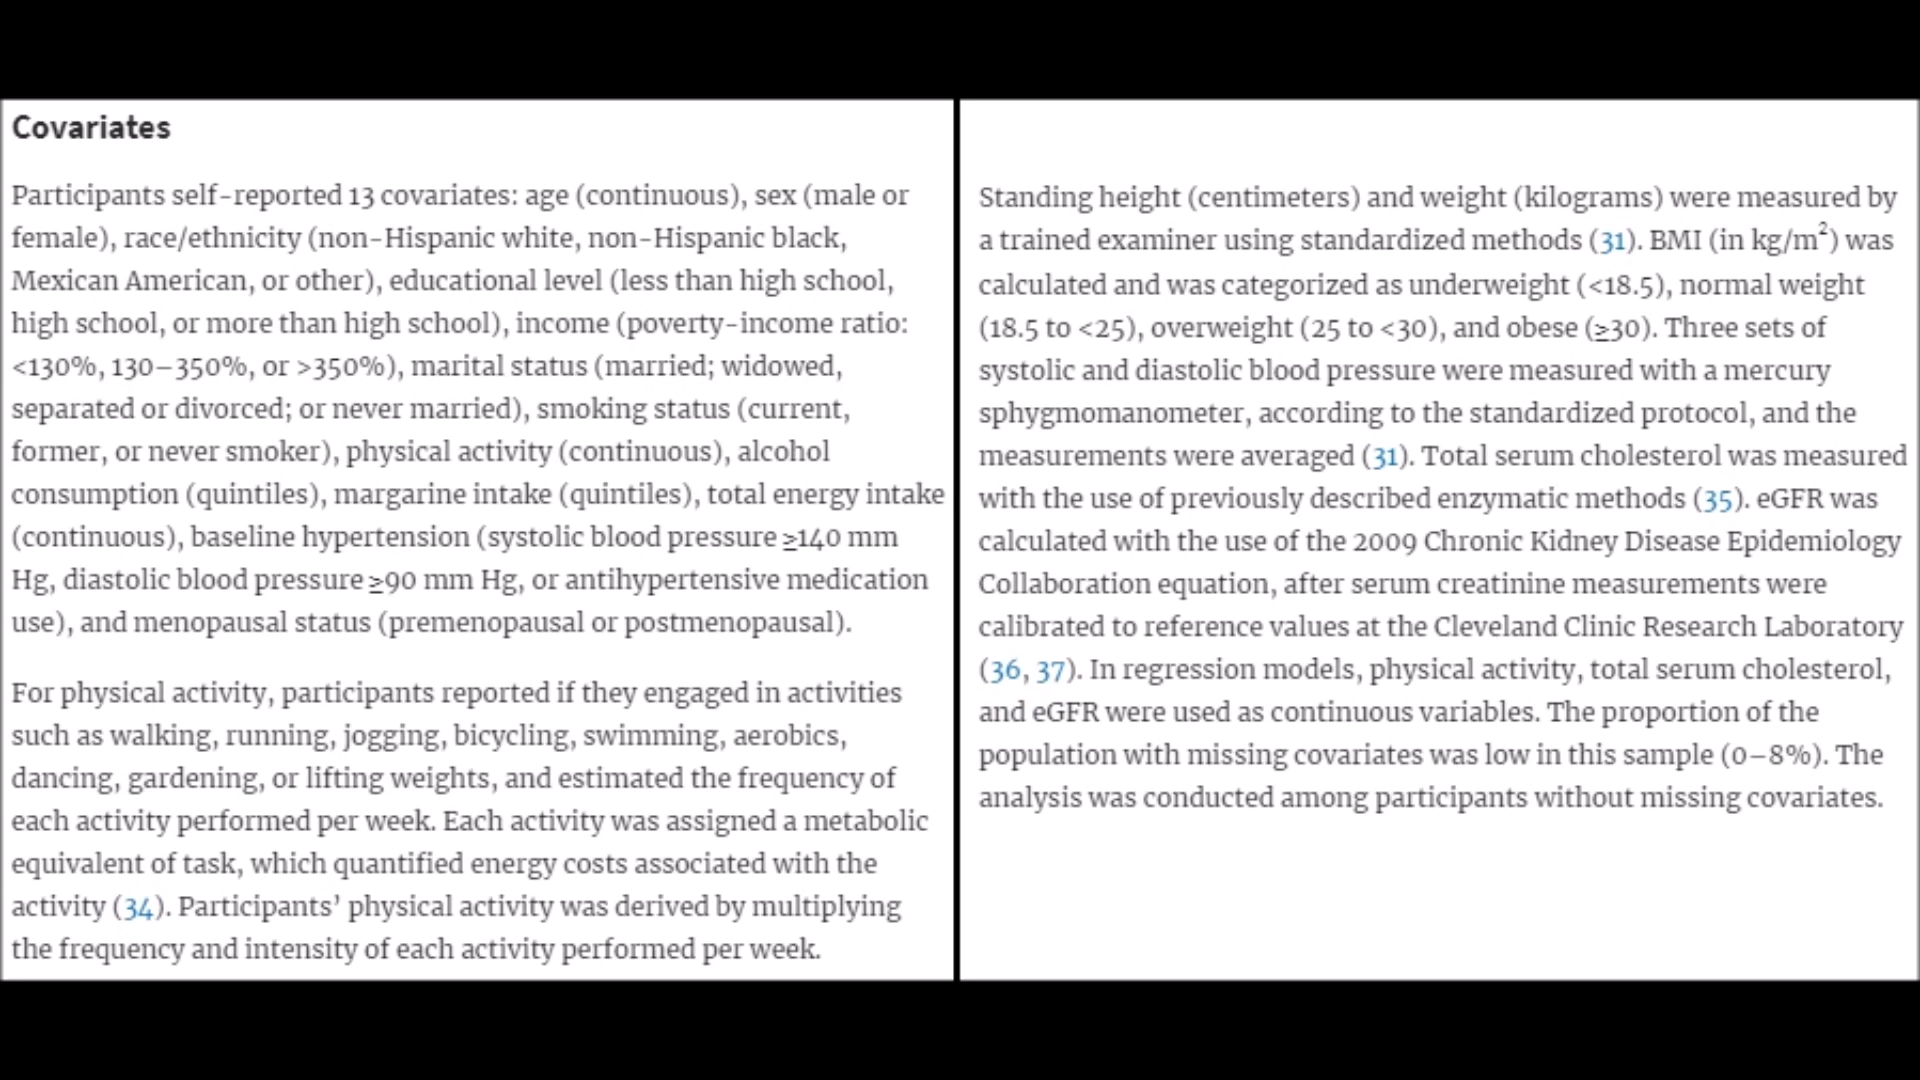 Covariates
Participants self-reported 13 covariates: age (continuous), sex (male or
female), race/ethnicity (non-Hispanic white, non-Hispanic black,
Mexican American, or other), educational level (less than high school,
high school, or more than high school), income (poverty-income ratio:
<130%, 130–350%, or >350%), marital status (married; widowed,
separated or divorced; or never married), smoking status (current,
former, or never smoker), physical activity (continuous), alcohol
consumption (quintiles), margarine intake (quintiles), total energy intake
(continuous), baseline hypertension (systolic blood pressure ≥140 mm
Hg, diastolic blood pressure ≥90 mm Hg, or antihypertensive medication
use), and menopausal status (premenopausal or postmenopausal).
For physical activity, participants reported if they engaged in activities
such as walking, running, jogging, bicycling, swimming, aerobics,
dancing, gardening, or lifting weights, and estimated the frequency of
each activity performed per week. Each activity was assigned a metabolic
equivalent of task, which quantified energy costs associated with the
activity (34). Participants’ physical activity was derived by multiplying
the frequency and intensity of each activity performed per week.
Standing height (centimeters) and weight (kilograms) were measured by
a trained examiner using standardized methods (31). BMI (in kg/m²) was
calculated and was categorized as underweight (<18.5), normal weight
(18.5 to <25), overweight (25 to <30), and obese (≥30). Three sets of
systolic and diastolic blood pressure were measured with a mercury
sphygmomanometer, according to the standardized protocol, and the
measurements were averaged (31). Total serum cholesterol was measured
with the use of previously described enzymatic methods (35). eGFR was
calculated with the use of the 2009 Chronic Kidney Disease Epidemiology
Collaboration equation, after serum creatinine measurements were
calibrated to reference values at the Cleveland Clinic Research Laboratory
(36, 37). In regression models, physical activity, total serum cholesterol,
and eGFR were used as continuous variables. The proportion of the
population with missing covariates was low in this sample (0–8%). The
analysis was conducted among participants without missing covariates.